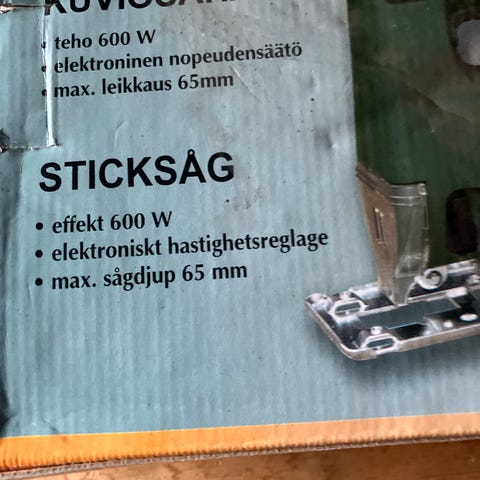 • teho 600 W
• elektroninen nopeudensäätö
• max. leikkaus 65mm
STICKSÅG
• effekt 600 W
• elektroniskt hastighetsreglage
• max. sågdjup 65 mm